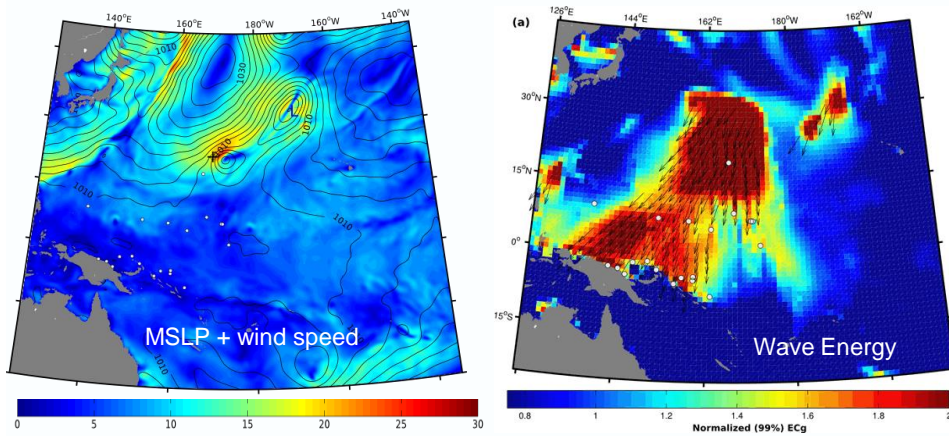 140°E 160°E 180°W 160°W 140°W
1010
1030
1010
1010
1010
1010
1010
MSLP + wind speed
0 5 10 15 20 25 30
(a)
126°E 144°E 162°E 180°W 162°W
30°N
15°N
0°
15°S
Wave Energy
0.8 1 1.2 1.4 1.6 1.8 2
Normalized (99%) ECg